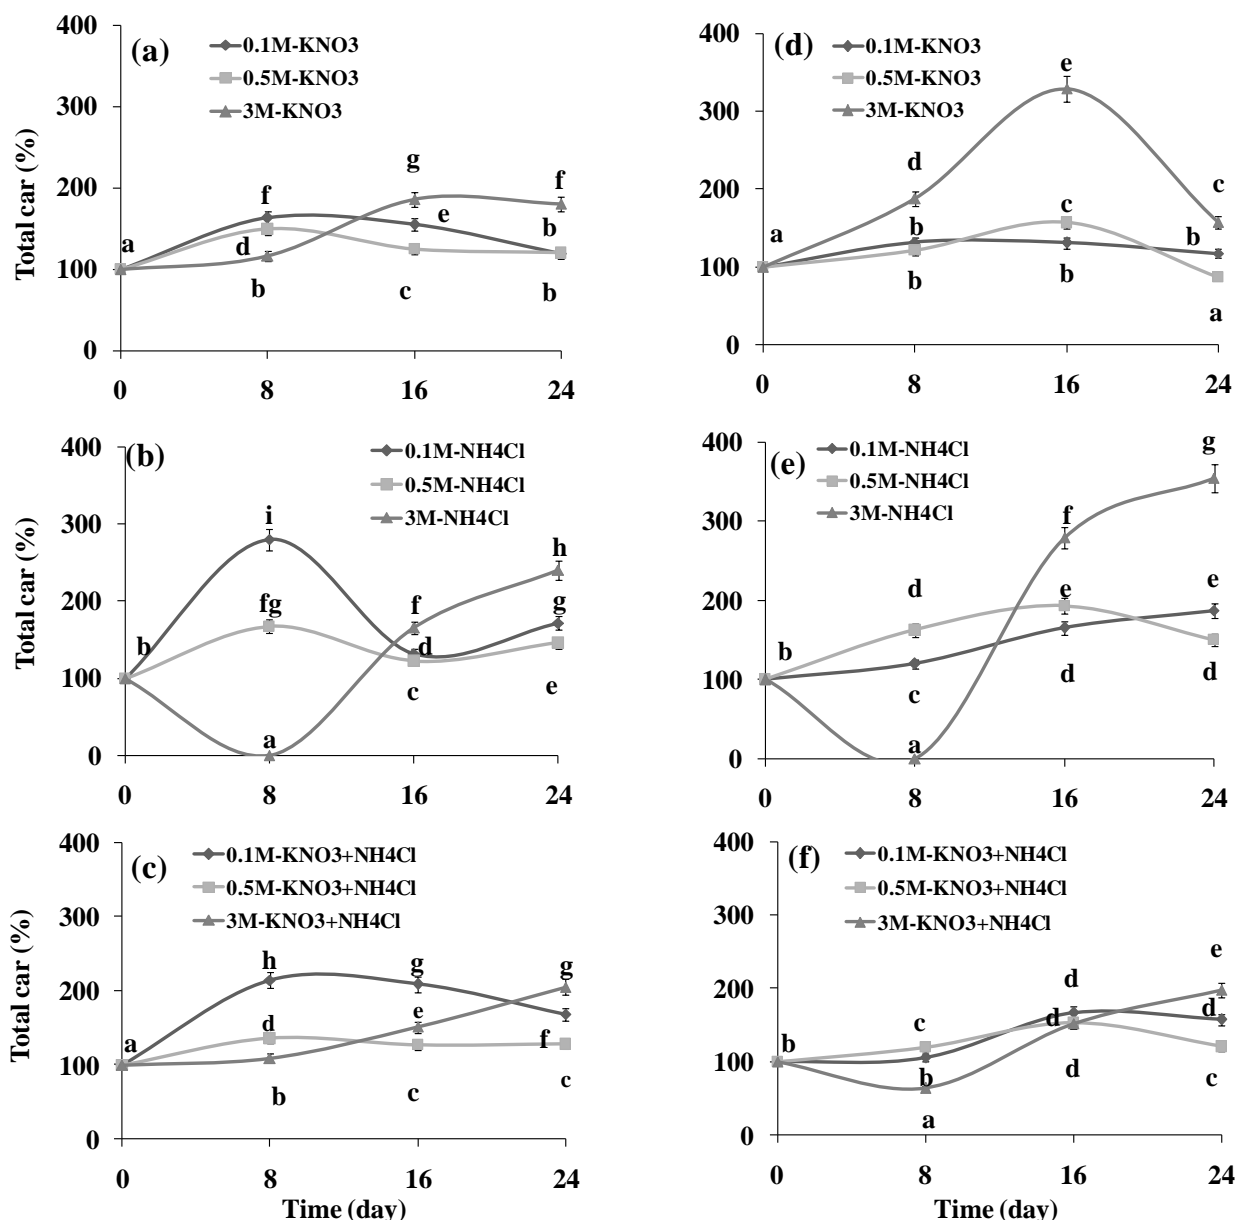 (a)
0.1M-KNO3
0.5M-KNO3
3M-KNO3
Total car (%)
400
300
200
100
0
a
f
d
b
g
e
c
f
b
b
0
8
16
24
(d)
0.1M-KNO3
0.5M-KNO3
3M-KNO3
400
300
200
100
0
a
d
b
b
e
c
b
c
b
a
0
8
16
24
(b)
0.1M-NH4Cl
0.5M-NH4Cl
3M-NH4Cl
Total car (%)
400
300
200
100
0
b
i
fg
a
f
d
c
h
g
e
0
8
16
24
(e)
0.1M-NH4Cl
0.5M-NH4Cl
3M-NH4Cl
400
300
200
100
0
b
d
c
a
f
e
d
g
e
d
0
8
16
24
(c)
0.1M-KNO3+NH4Cl
0.5M-KNO3+NH4Cl
3M-KNO3+NH4Cl
Total car (%)
400
300
200
100
0
a
h
d
b
g
e
c
g
f
c
0
8
16
24
Time (day)
(f)
0.1M-KNO3+NH4Cl
0.5M-KNO3+NH4Cl
3M-KNO3+NH4Cl
400
300
200
100
0
b
c
b
a
d
d
d
e
d
c
0
8
16
24
Time (day)